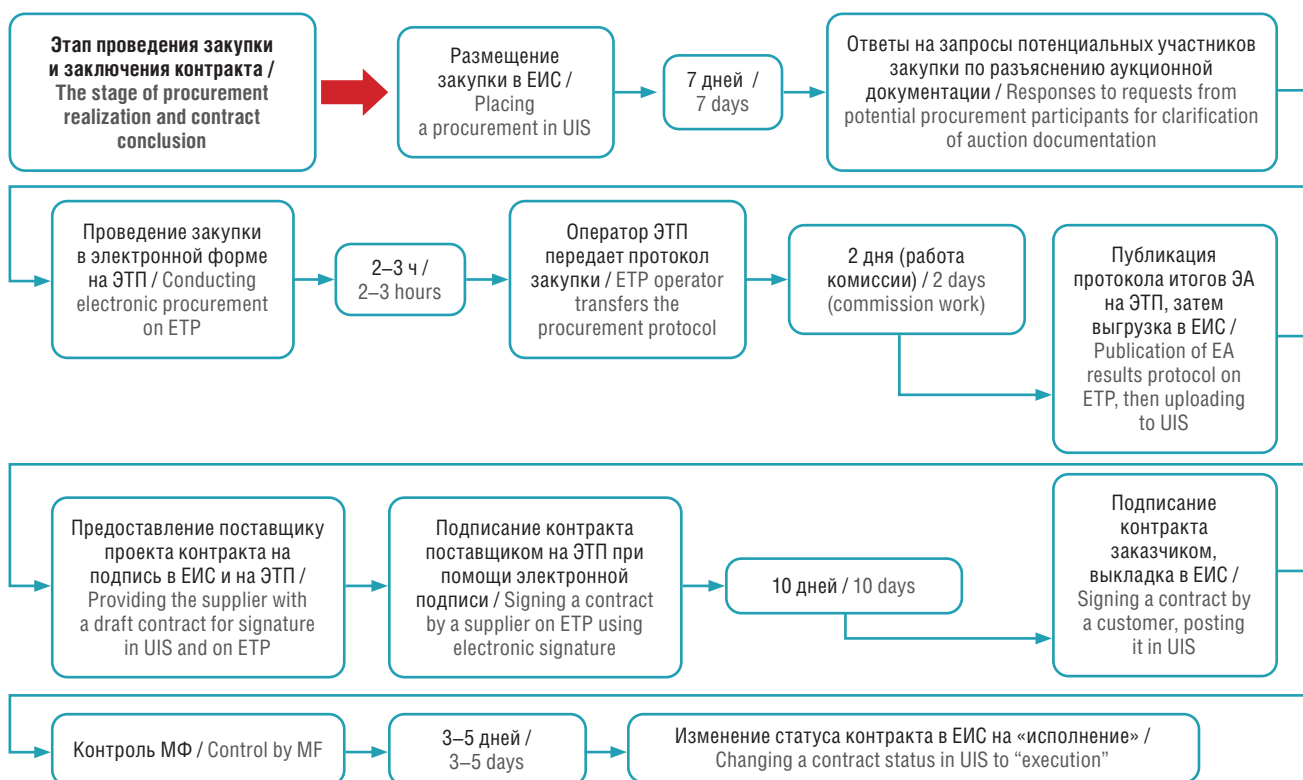 Этап проведения закупки
и заключения контракта /
The stage of procurement
realization and contract
conclusion
Размещение
закупки в ЕИС /
Placing
a procurement in UIS
7 дней /
7 days
Ответы на запросы потенциальных участников
закупки по разъяснению аукционной
документации / Responses to requests from
potential procurement participants for clarification
of auction documentation
Проведение закупки
в электронной форме
на ЭТП / Conducting
electronic procurement
on ETP
2–3 ч /
2–3 hours
Оператор ЭТП
передает протокол
закупки / ETP operator
transfers the
procurement protocol
2 дня (работа
комиссии) / 2 days
(commission work)
Публикация
протокола итогов ЭА
на ЭТП, затем
выгрузка в ЕИС /
Publication of EA
results protocol on
ETP, then uploading
to UIS
Предоставление поставщику
проекта контракта на
подпись в ЕИС и на ЭТП /
Providing the supplier with
a draft contract for signature
in UIS and on ETP
Подписание контракта
поставщиком на ЭТП при
помощи электронной
подписи / Signing a contract
by a supplier on ETP using
electronic signature
10 дней / 10 days
Подписание
контракта
заказчиком,
выкладка в ЕИС /
Signing a contract by
a customer, posting
it in UIS
Контроль МФ / Control by MF
3–5 дней /
3–5 days
Изменение статуса контракта в ЕИС на «исполнение» /
Changing a contract status in UIS to “execution”